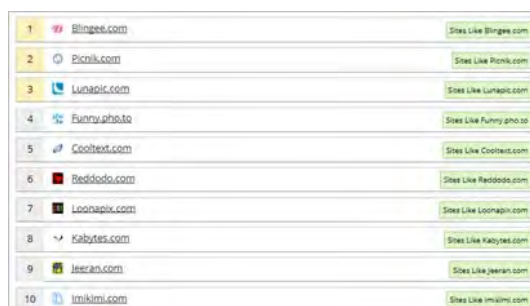 1 Blingee.com Sites Like Blingee.com
2 Picnik.com Sites Like Picnik.com
3 Lunapic.com Sites Like Lunapic.com
4 Funny.pho.to Sites Like Funny.pho.to
5 Cooltext.com Sites Like Cooltext.com
6 Reddodo.com Sites Like Reddodo.com
7 Loonapix.com Sites Like Loonapix.com
8 Kabytes.com Sites Like Kabytes.com
9 Jeeran.com Sites Like Jeeran.com
10 Imikimi.com Sites Like Imikimi.com